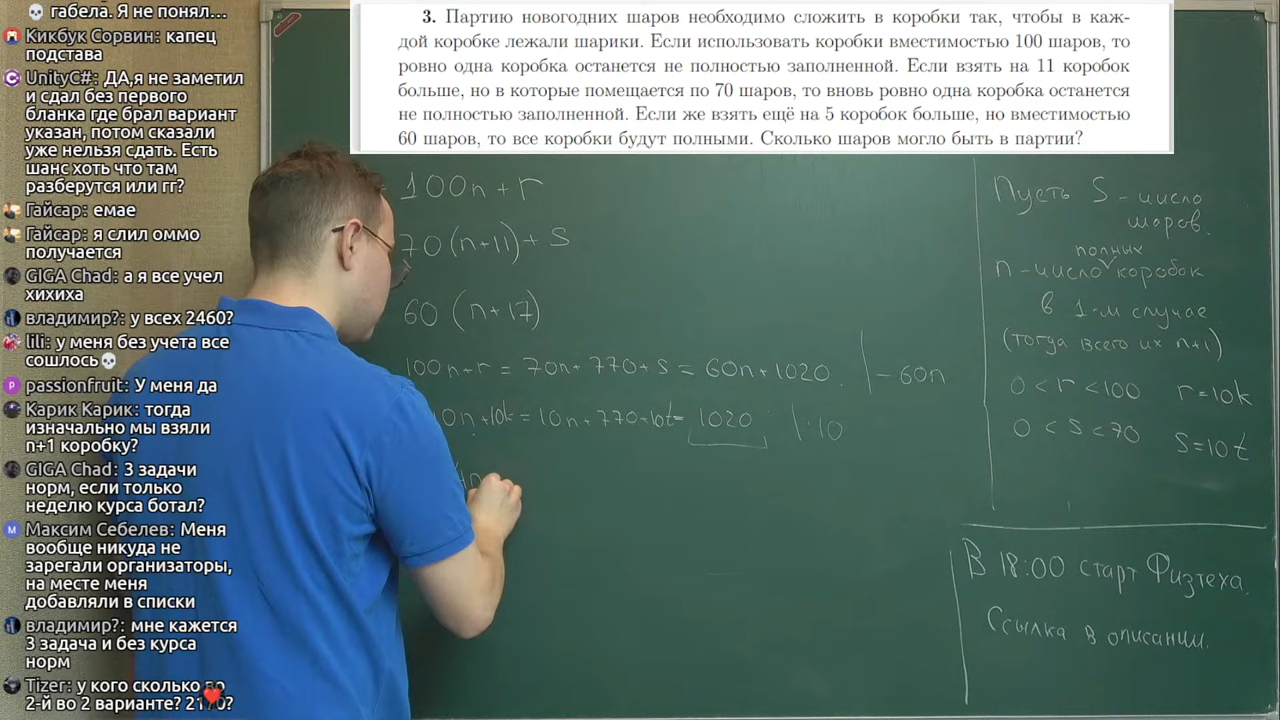 габела. Я не понял...
Кикбук Сорвин: капец
подстава
UnityC#: ДА,я не заметил
и сдал без первого
бланка где брал вариант
указан, потом сказали
уже нельзя сдать. Есть
шанс хоть что там
разберутся или гг?
Гайсар: емае
Гайсар: я слил оммо
получается
GIGA Chad: а я все учел
хихиха
владимир?: у всех 2460?
lili: у меня без учета все
сошлось
passionfruit: У меня да
Карик Карик: тогда
изначально мы взяли
n+1 коробку?
GIGA Chad: 3 задачи
норм, если только
неделю курса ботал?
Максим Себелев: Меня
вообще никуда не
зарегали организаторы,
на месте меня
добавляли в списки
владимир?: мне кажется
3 задача и без курса
норм
Tizer: у кого сколько во
2-й во 2 варианте? 2170?
3. Партию новогодних шаров необходимо сложить в коробки так, чтобы в каж-
дой коробке лежали шарики. Если использовать коробки вместимостью 100 шаров, то
ровно одна коробка останется не полностью заполненной. Если взять на 11 коробок
больше, но в которые помещается по 70 шаров, то вновь ровно одна коробка останется
не полностью заполненной. Если же взять ещё на 5 коробок больше, но вместимостью
60 шаров, то все коробки будут полными. Сколько шаров могло быть в партии?
100n + r
70(n+11) + s
60 (n+17)
100n+r = 70n+770+s = 60n+1020 | -60n
0n+10k = 10n+770+10t= 1020 | :10
4n
Пусть S - число
шаров.
полных
n - число коробок
в 1-м случае
(тогда всего их n+1)
0 < r < 100 r = 10k
0 < s < 70 s = 10t
В 18:00 старт Физтеха.
Ссылка в описании.